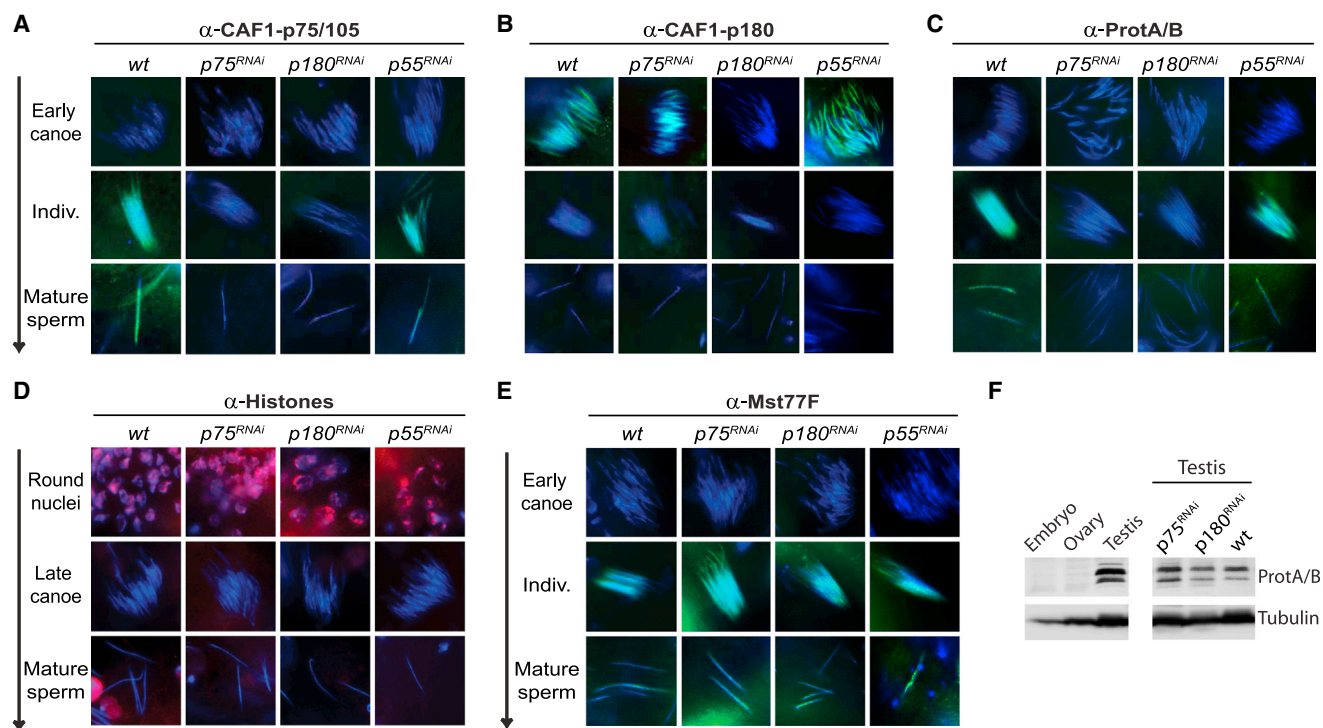 A
α-CAF1-p75/105
wt p75RNAi p180RNAi p55RNAi
Early canoe
Indiv.
Mature sperm
B
α-CAF1-p180
wt p75RNAi p180RNAi p55RNAi
C
α-ProtA/B
wt p75RNAi p180RNAi p55RNAi
D
α-Histones
wt p75RNAi p180RNAi p55RNAi
Round nuclei
Late canoe
Mature sperm
E
α-Mst77F
wt p75RNAi p180RNAi p55RNAi
Early canoe
Indiv.
Mature sperm
F
Testis
Embryo Ovary Testis p75RNAi p180RNAi wt
ProtA/B
Tubulin